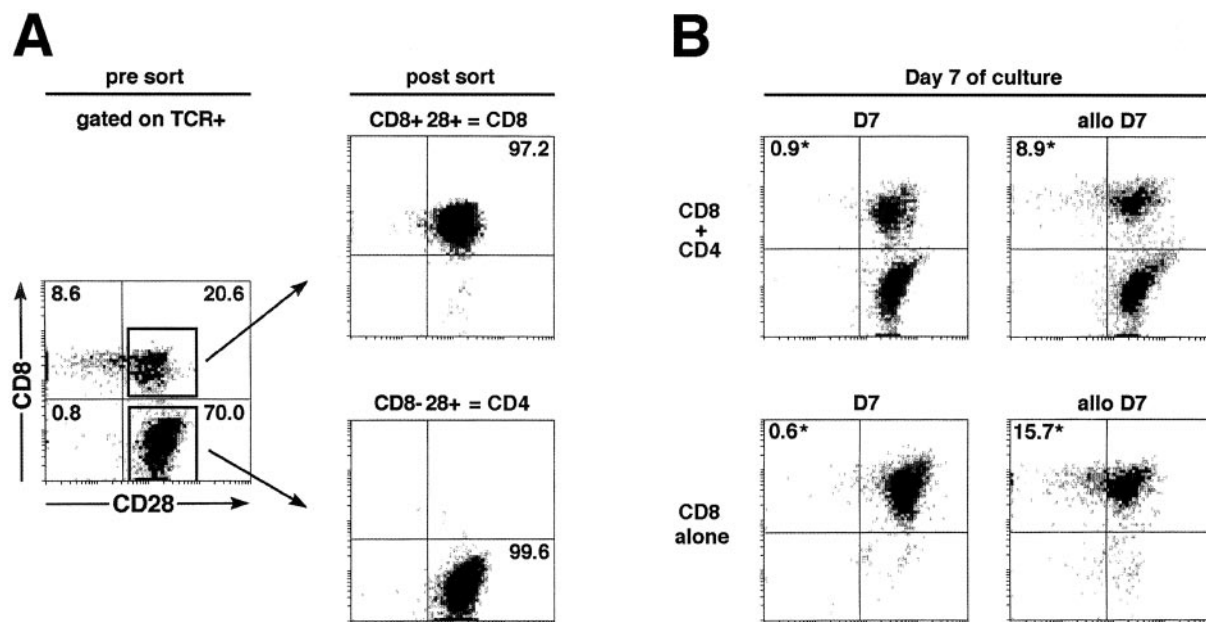 A
pre sort
gated on TCR+
8.6
20.6
0.8
70.0
CD8
CD28
post sort
CD8+ 28+ = CD8
97.2
CD8- 28+ = CD4
99.6
B
Day 7 of culture
D7
allo D7
CD8
+
CD4
0.9*
8.9*
D7
allo D7
CD8
alone
0.6*
15.7*